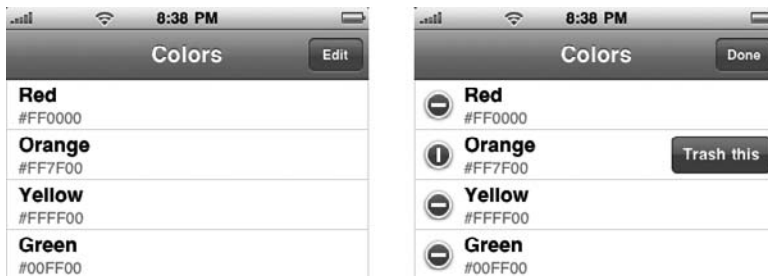 8:38 PM
Colors
Edit
Red
#FF0000
Orange
#FF7F00
Yellow
#FFFF00
Green
#00FF00
8:38 PM
Colors
Done
Red
#FF0000
Orange
#FF7F00
Trash this
Yellow
#FFFF00
Green
#00FF00